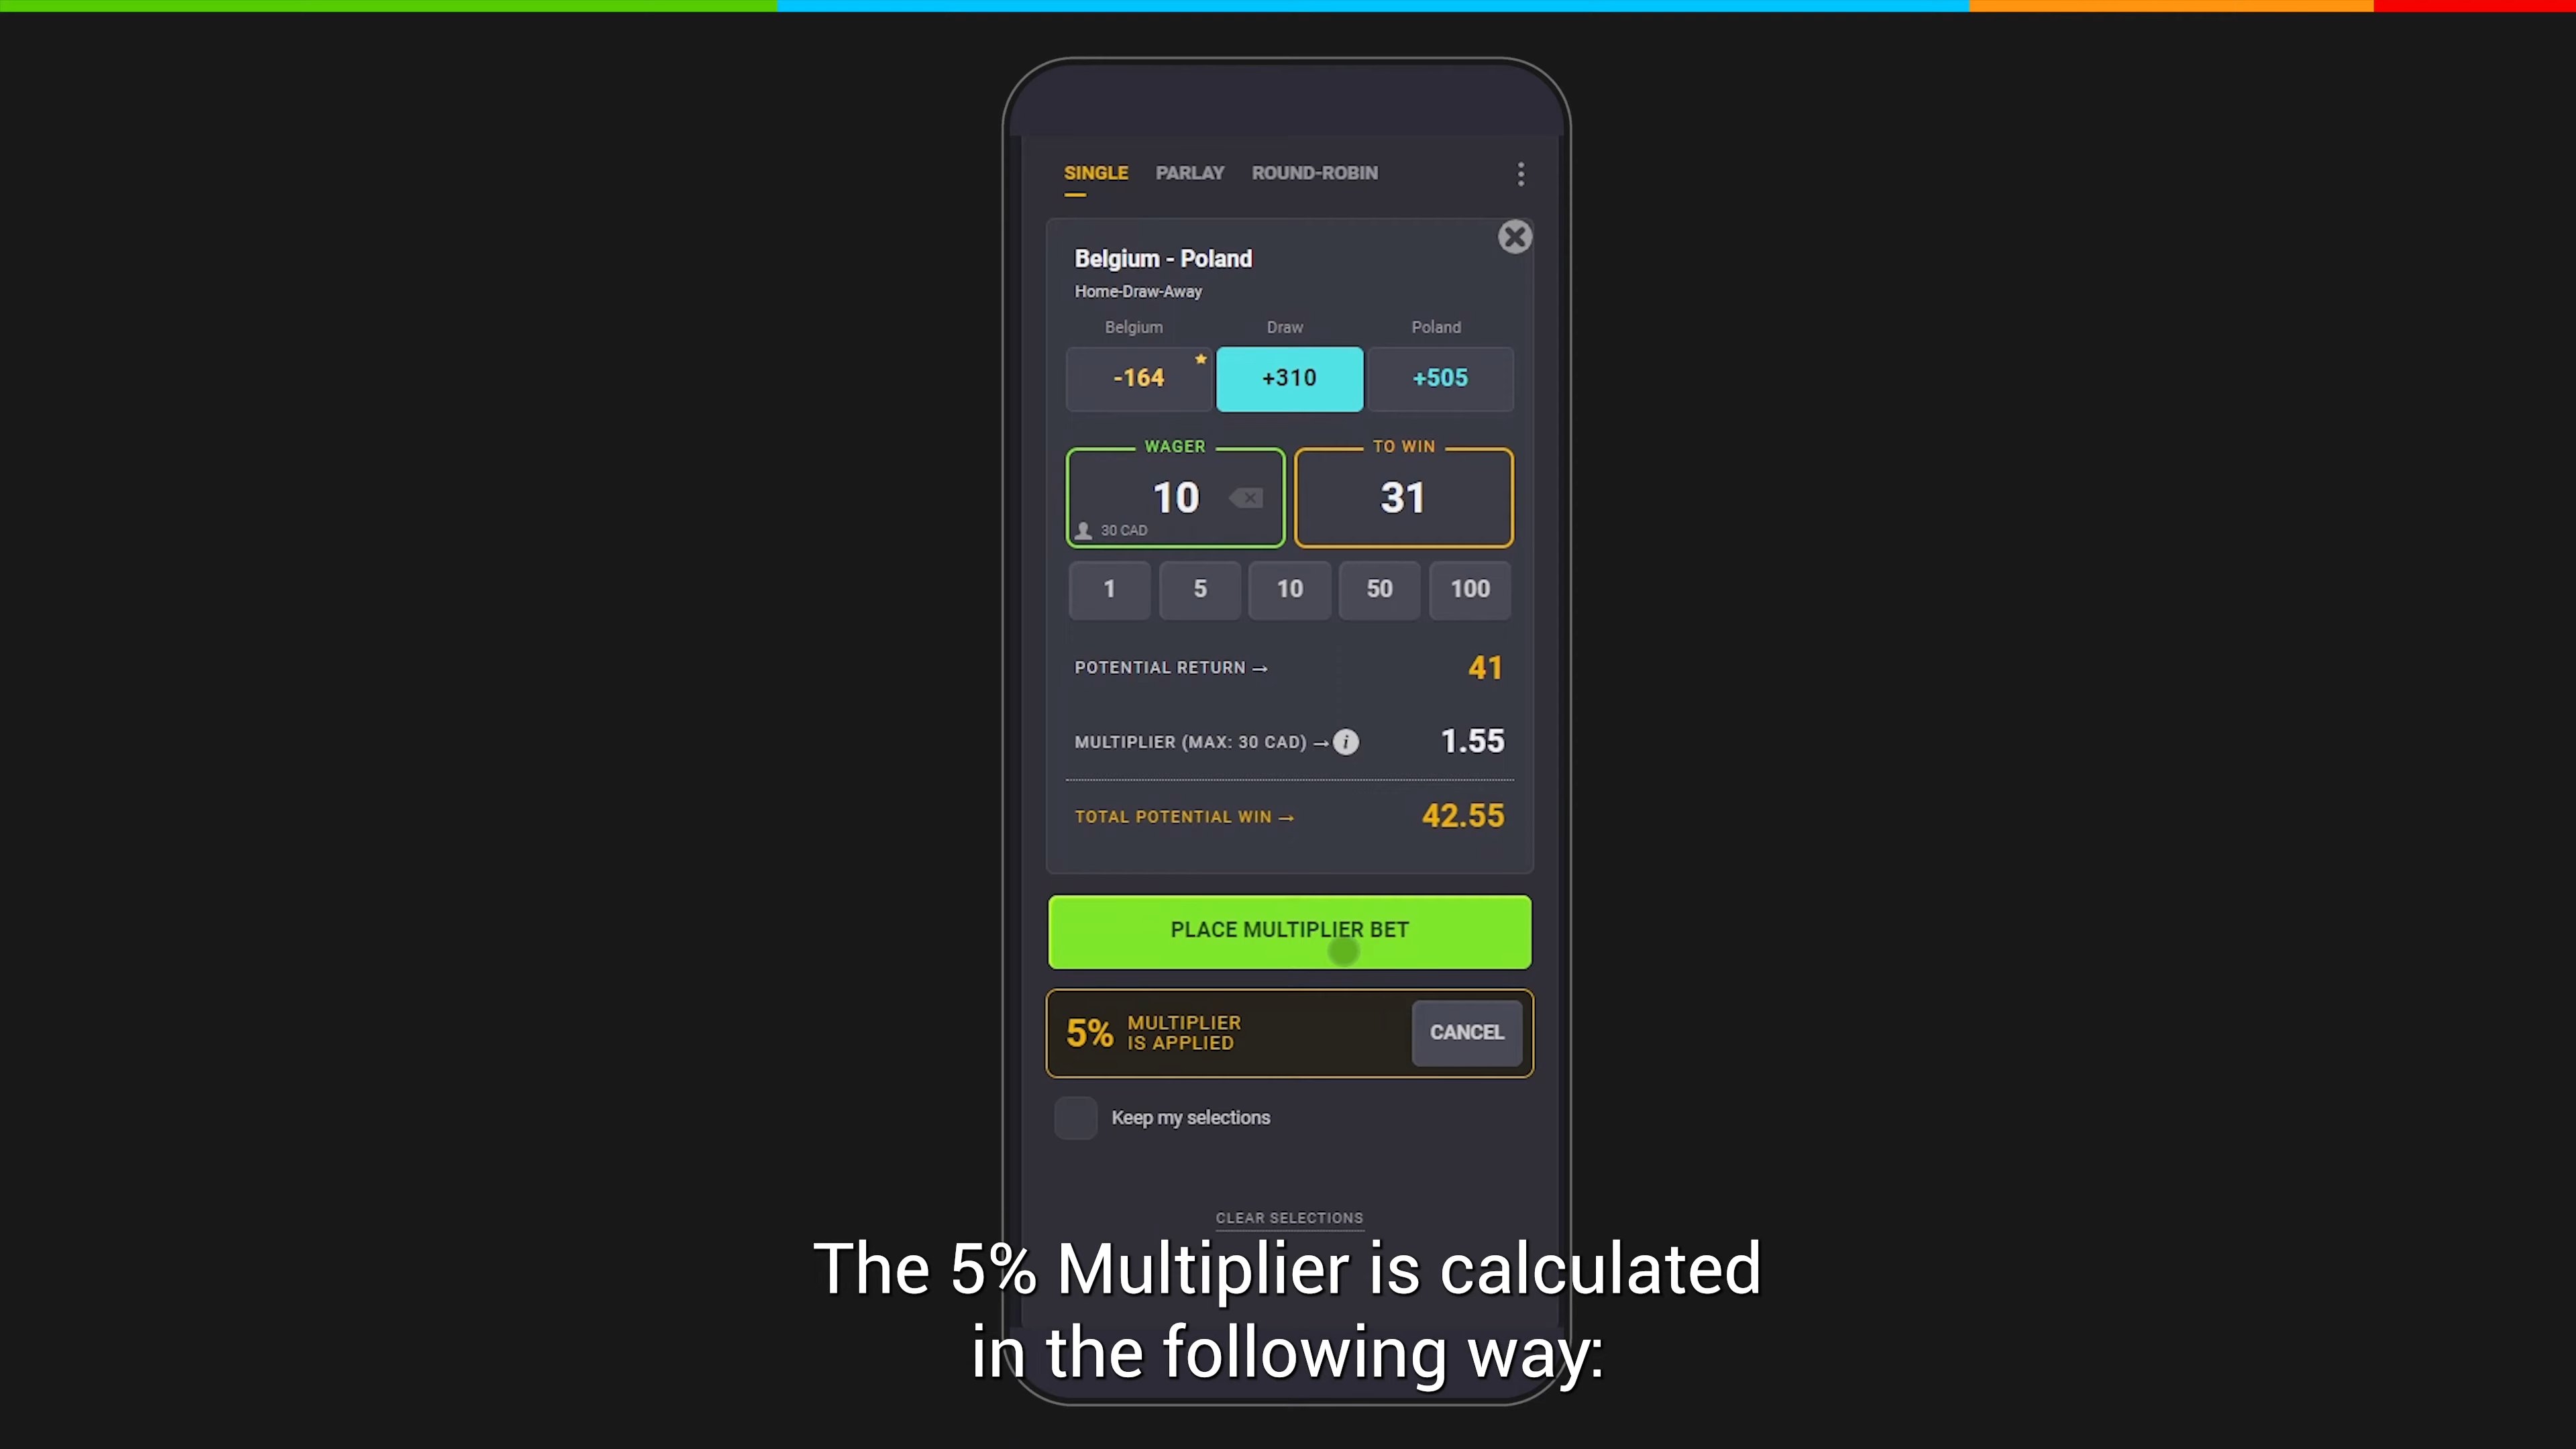 SINGLE PARLAY ROUND-ROBIN
Belgium - Poland
Home-Draw-Away
Belgium Draw Poland
-164 +310 +505
WAGER TO WIN
10 31
30 CAD
1 5 10 50 100
POTENTIAL RETURN → 41
MULTIPLIER (MAX: 30 CAD) → i 1.55
TOTAL POTENTIAL WIN → 42.55
PLACE MULTIPLIER BET
5% MULTIPLIER
IS APPLIED
CANCEL
Keep my selections
CLEAR SELECTIONS
The 5% Multiplier is calculated
in the following way: